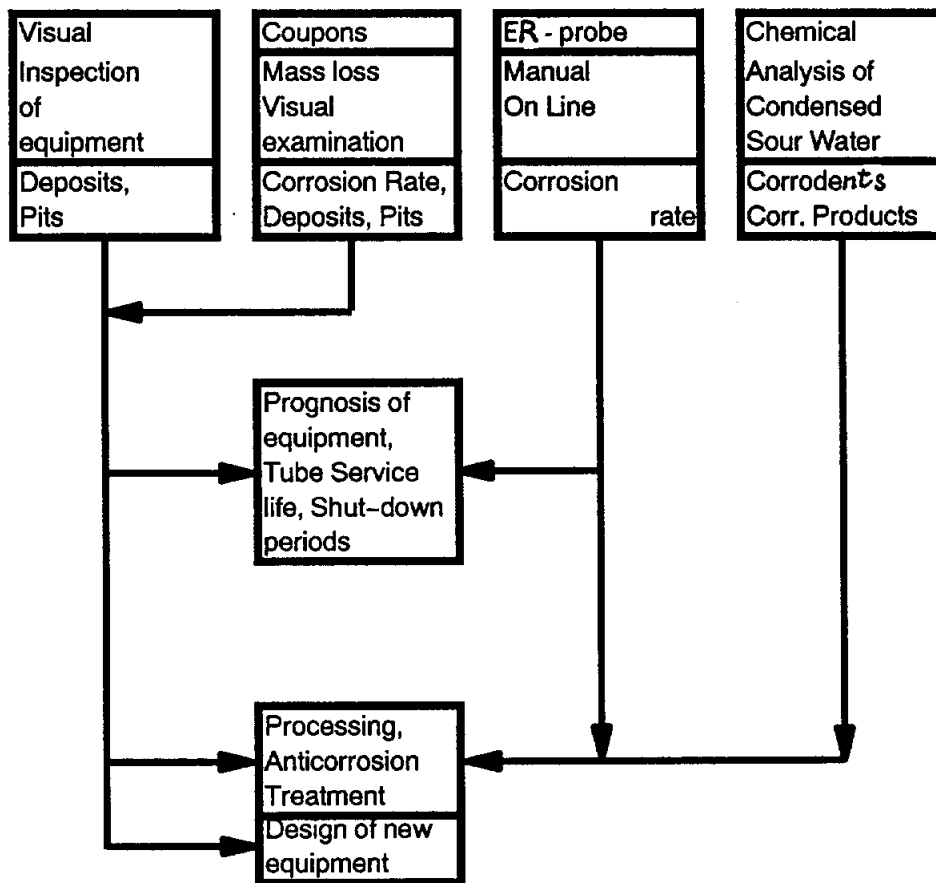 Visual
Inspection
of
equipment
Deposits,
Pits
Coupons
Mass loss
Visual
examination
Corrosion Rate,
Deposits, Pits
ER - probe
Manual
On Line
Corrosion
rate
Chemical
Analysis of
Condensed
Sour Water
Corrodents
Corr. Products
Prognosis of
equipment,
Tube Service
life, Shut-down
periods
Processing,
Anticorrosion
Treatment
Design of new
equipment